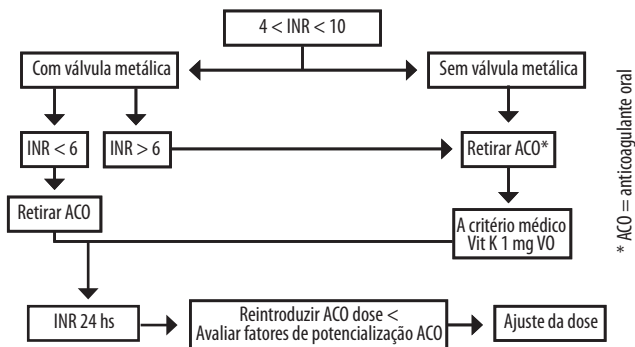 4 < INR < 10
Com válvula metálica
Sem válvula metálica
INR < 6
INR > 6
Retirar ACO*
Retirar ACO
A critério médico
Vit K 1 mg VO
INR 24 hs
Reintroduzir ACO dose <
Avaliar fatores de potencialização ACO
Ajuste da dose
* ACO = anticoagulante oral